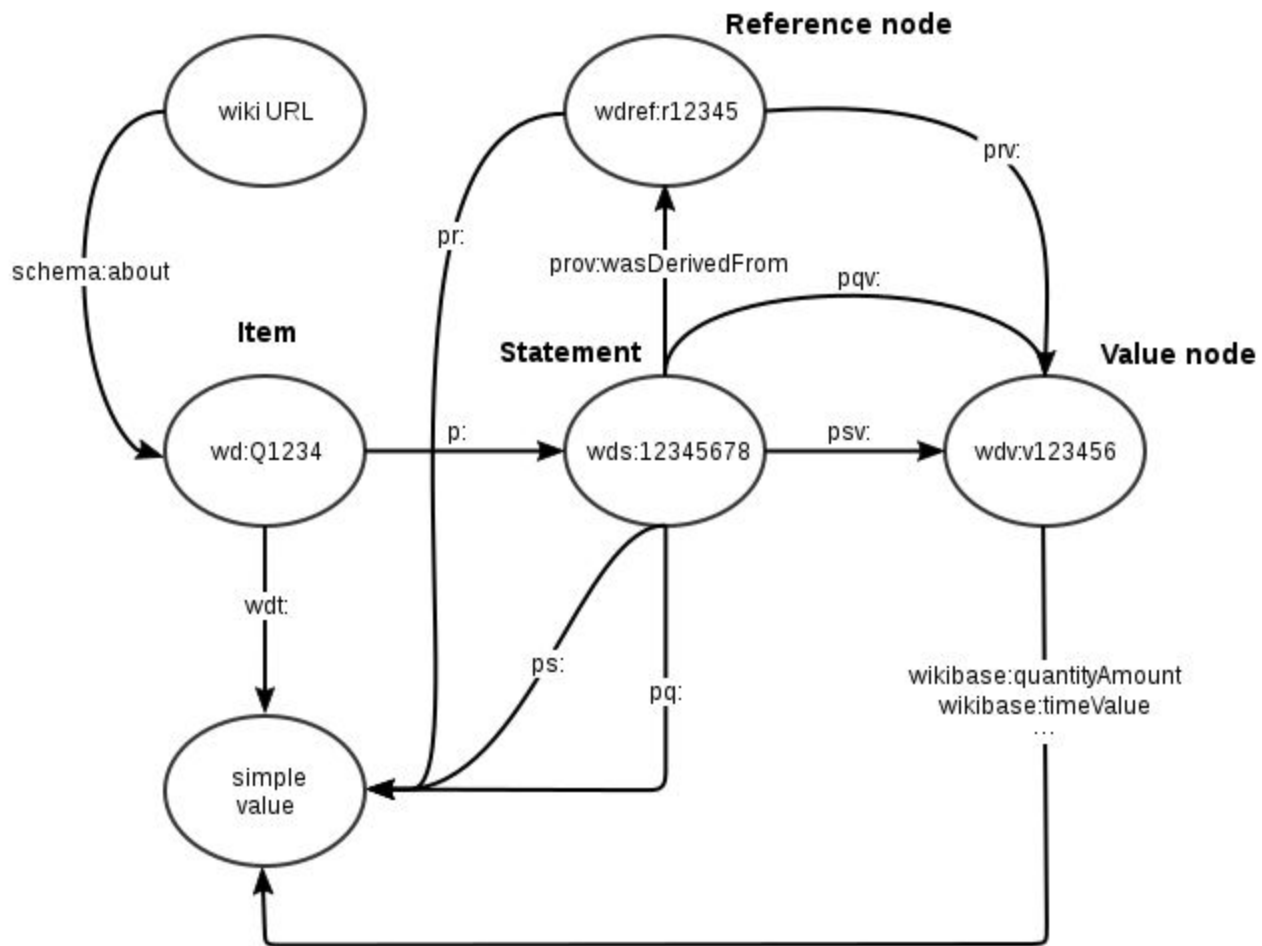 Reference node
wiki URL
wdref:r12345
prv:
pr:
prov:wasDerivedFrom
schema:about
pqv:
Item
Statement
Value node
p:
psv:
wd:Q1234
wds:12345678
wdv:v123456
wdt:
ps:
pq:
wikibase:quantityAmount
wikibase:timeValue
...
simple
value